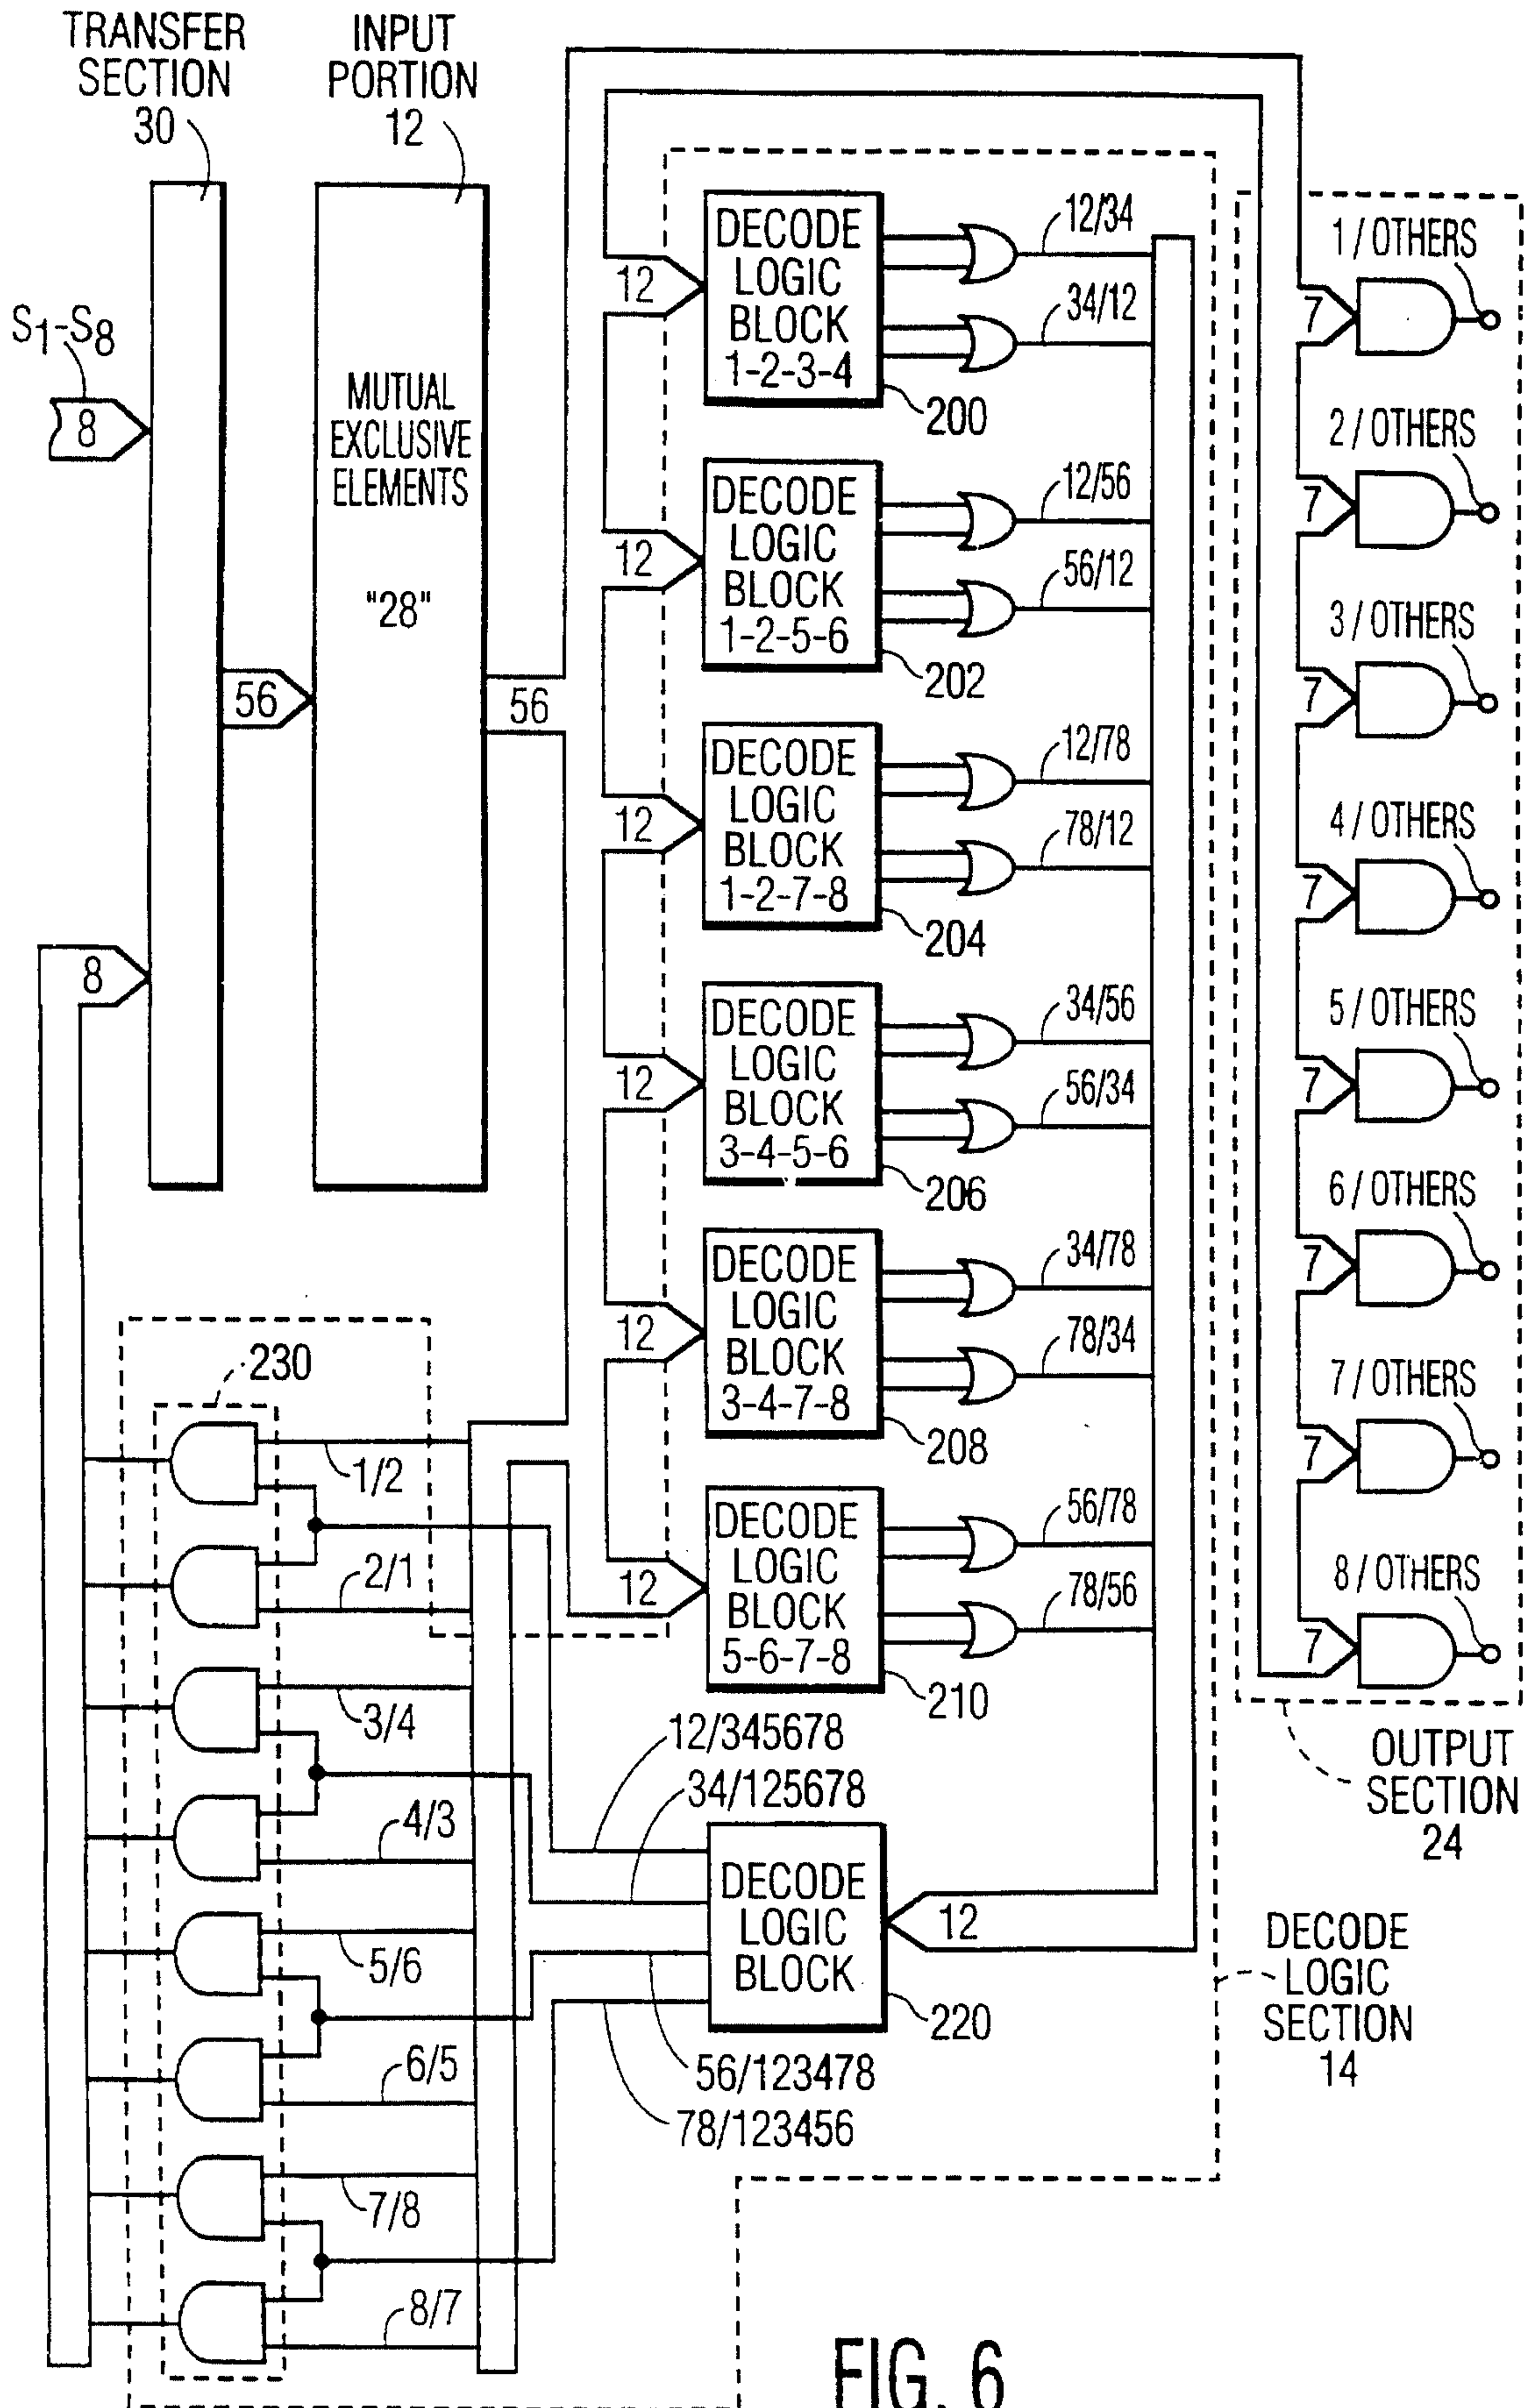 TRANSFER
SECTION
30
INPUT
PORTION
12
S1-S8
8
56
MUTUAL
EXCLUSIVE
ELEMENTS
"28"
56
8
12
DECODE
LOGIC
BLOCK
1-2-3-4
200
12/34
34/12
12
DECODE
LOGIC
BLOCK
1-2-5-6
202
12/56
56/12
12
DECODE
LOGIC
BLOCK
1-2-7-8
204
12/78
78/12
12
DECODE
LOGIC
BLOCK
3-4-5-6
206
34/56
56/34
12
DECODE
LOGIC
BLOCK
3-4-7-8
208
34/78
78/34
12
DECODE
LOGIC
BLOCK
5-6-7-8
210
56/78
78/56
1/OTHERS
7
2/OTHERS
7
3/OTHERS
7
4/OTHERS
7
5/OTHERS
7
6/OTHERS
7
7/OTHERS
7
8/OTHERS
7
OUTPUT
SECTION
24
230
1/2
2/1
3/4
4/3
5/6
6/5
7/8
8/7
12/345678
34/125678
DECODE
LOGIC
BLOCK
220
12
56/123478
78/123456
DECODE
LOGIC
SECTION
14
FIG. 6